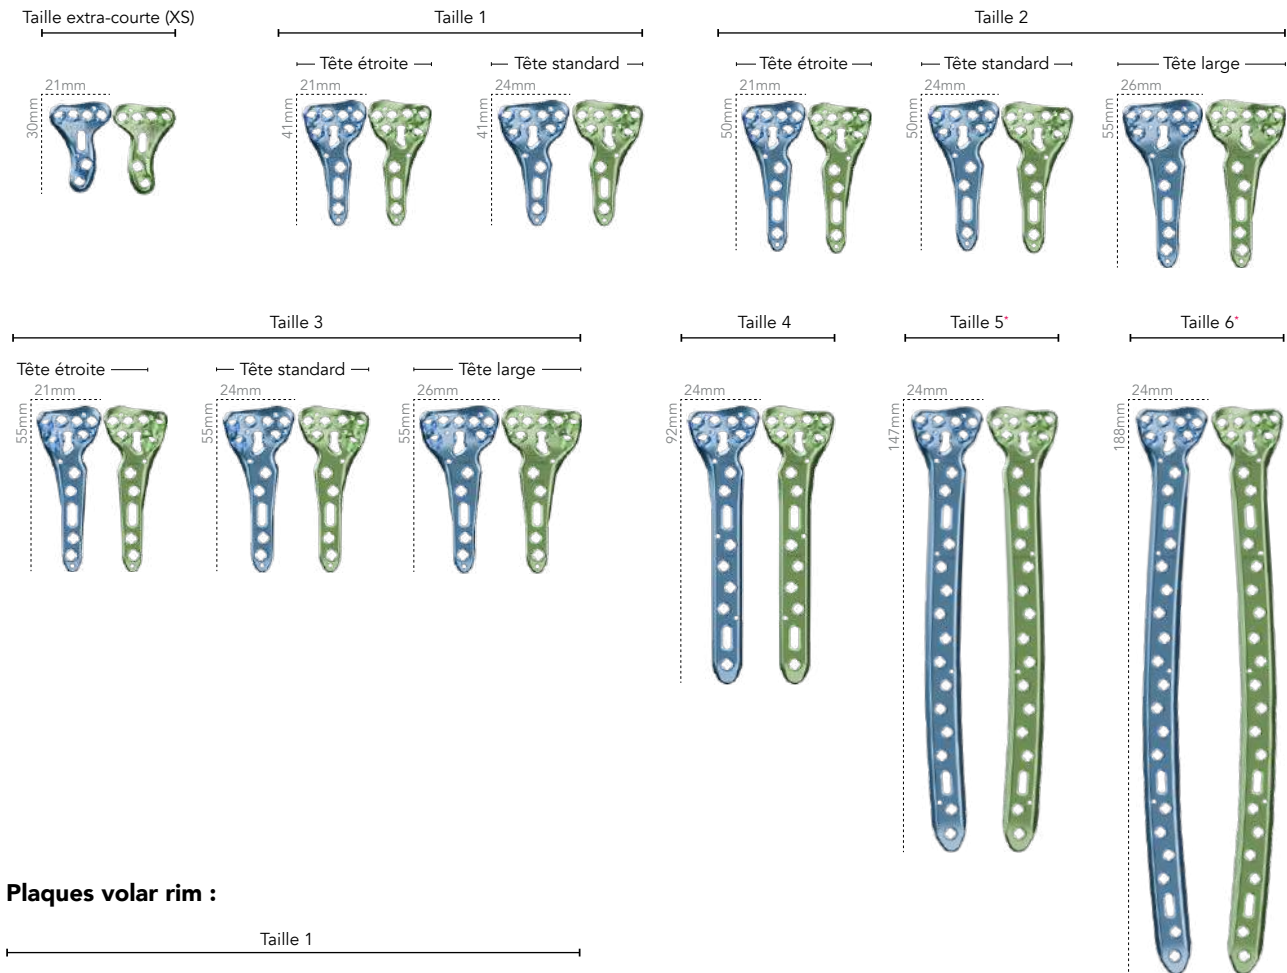 Taille extra-courte (XS)
21mm
30mm
Taille 1
Tête étroite
21mm
41mm
Tête standard
24mm
41mm
Taille 2
Tête étroite
21mm
50mm
Tête standard
24mm
50mm
Tête large
26mm
55mm
Taille 3
Tête étroite
21mm
55mm
Tête standard
24mm
55mm
Tête large
26mm
55mm
Taille 4
24mm
92mm
Taille 5*
24mm
147mm
Taille 6*
24mm
188mm
Plaques volar rim :
Taille 1